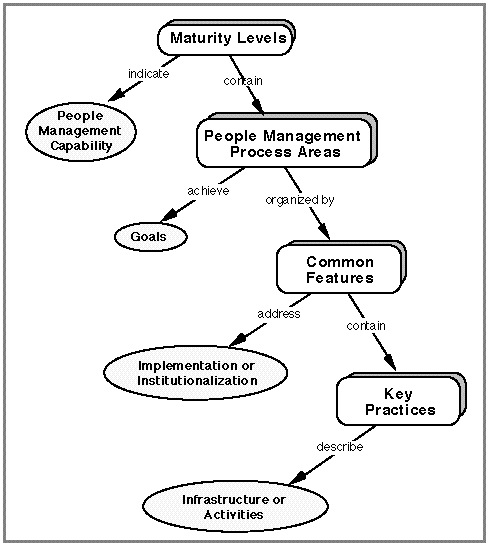 Maturity Levels
indicate
contain
People
Management
Capability
People Management
Process Areas
achieve
organized by
Goals
Common
Features
address
contain
Implementation or
Institutionalization
Key
Practices
describe
Infrastructure or
Activities